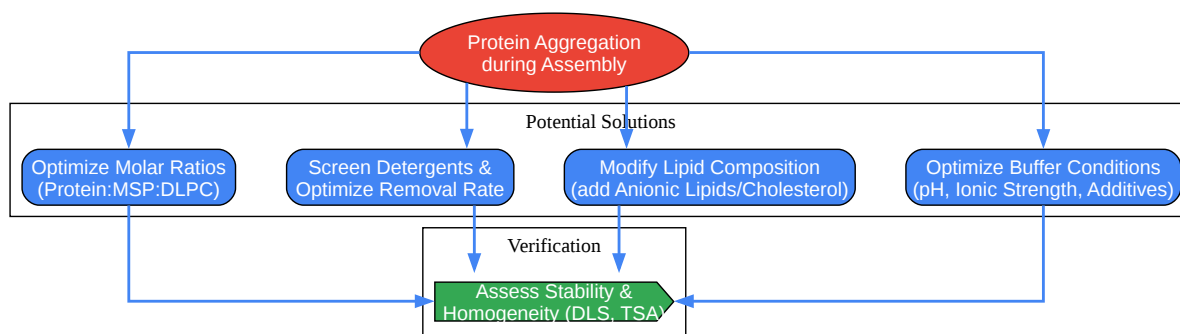 Protein Aggregation
during Assembly
Potential Solutions
Optimize Molar Ratios
(Protein:MSP:DLPC)
Screen Detergents &
Optimize Removal Rate
Modify Lipid Composition
(add Anionic Lipids/Cholesterol)
Optimize Buffer Conditions
(pH, Ionic Strength, Additives)
Verification
Assess Stability &
Homogeneity (DLS, TSA)